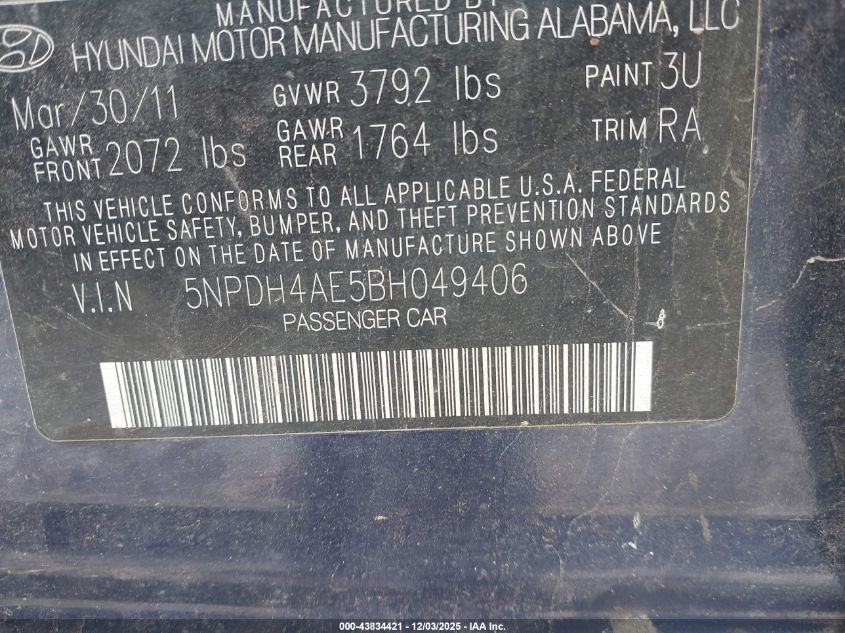 MANUFACTURED BY
HYUNDAI MOTOR MANUFACTURING ALABAMA, LLC
Mar/30/11 GVWR 3792 lbs PAINT 3U
GAWR FRONT 2072 lbs GAWR REAR 1764 lbs TRIM RA
THIS VEHICLE CONFORMS TO ALL APPLICABLE U.S.A. FEDERAL
MOTOR VEHICLE SAFETY, BUMPER, AND THEFT PREVENTION STANDARDS
IN EFFECT ON THE DATE OF MANUFACTURE SHOWN ABOVE
V.I.N 5NPDH4AE5BH049406
PASSENGER CAR
000-43834421 - 12/03/2025 - IAA Inc.